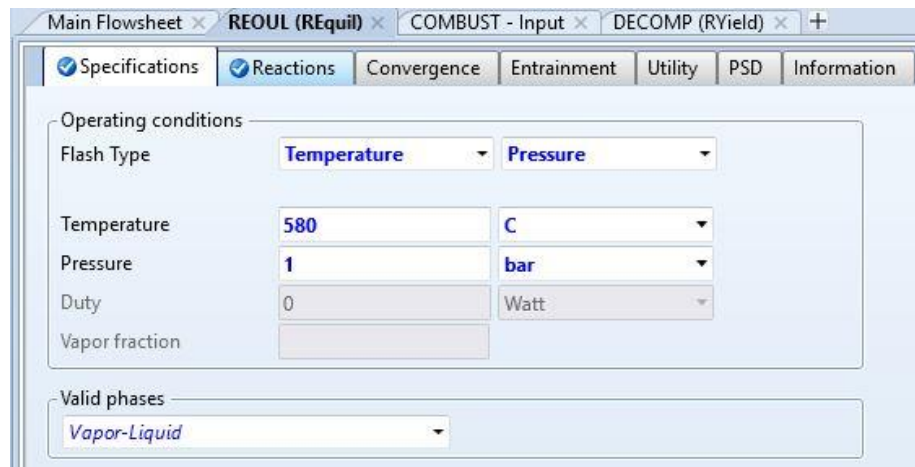 Main Flowsheet × REOUL (REquil) × COMBUST - Input × DECOMP (RYield) × +
Specifications Reactions Convergence Entrainment Utility PSD Information
Operating conditions
Flash Type Temperature Pressure
Temperature 580 C
Pressure 1 bar
Duty 0 Watt
Vapor fraction
Valid phases
Vapor-Liquid